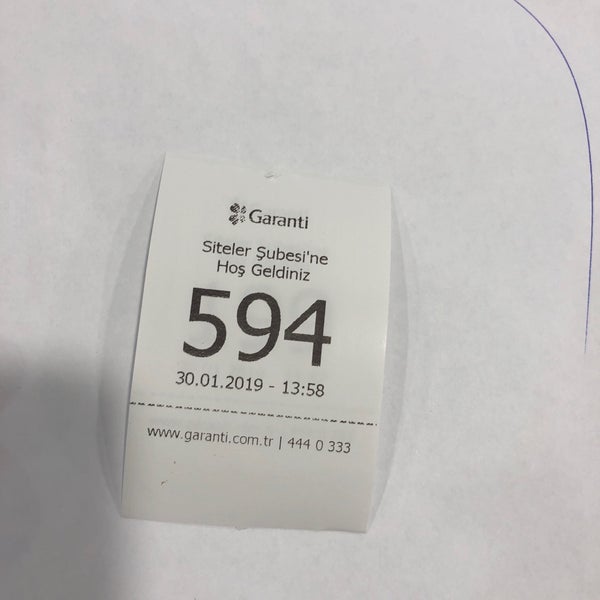 Garanti
Siteler Şubesi'ne
Hoş Geldiniz
594
30.01.2019 - 13:58
www.garanti.com.tr | 444 0 333